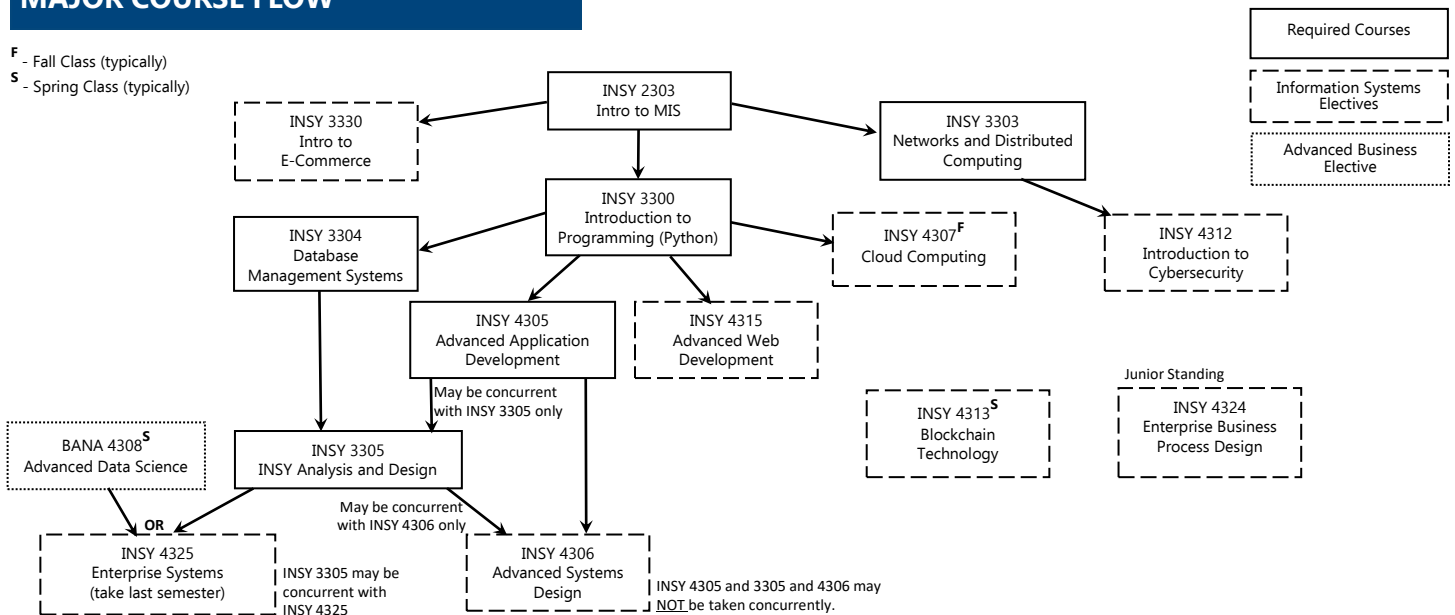 MAJOR COURSE FLOW
F - Fall Class (typically)
S - Spring Class (typically)
Required Courses
Information Systems
Electives
Advanced Business
Elective
INSY 2303
Intro to MIS
INSY 3330
Intro to
E-Commerce
INSY 3303
Networks and Distributed
Computing
INSY 3300
Introduction to
Programming (Python)
INSY 3304
Database
Management Systems
INSY 4307F
Cloud Computing
INSY 4312
Introduction to
Cybersecurity
INSY 4305
Advanced Application
Development
INSY 4315
Advanced Web
Development
May be concurrent
with INSY 3305 only
INSY 4313S
Blockchain
Technology
Junior Standing
INSY 4324
Enterprise Business
Process Design
BANA 4308S
Advanced Data Science
INSY 3305
INSY Analysis and Design
May be concurrent
with INSY 4306 only
OR
INSY 4325
Enterprise Systems
(take last semester)
INSY 3305 may be
concurrent with
INSY 4325
INSY 4306
Advanced Systems
Design
INSY 4305 and 3305 and 4306 may
NOT be taken concurrently.